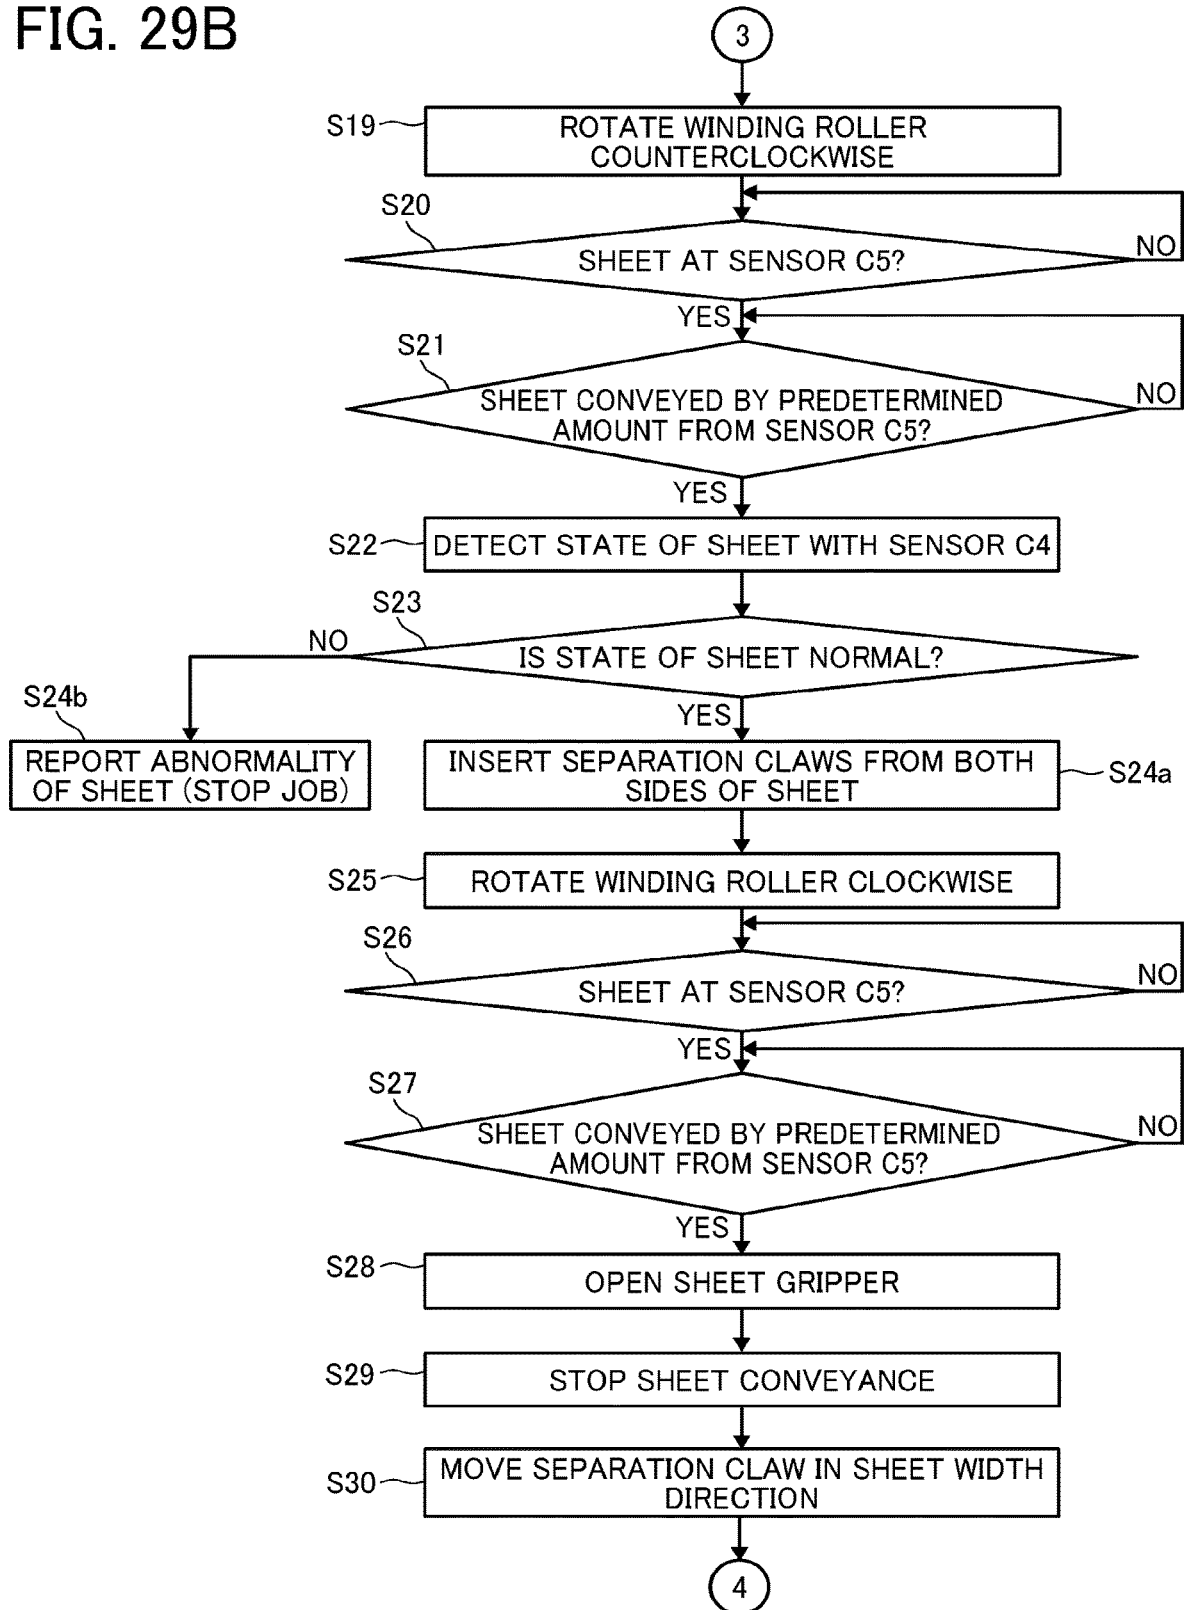 FIG. 29B
3
S19
ROTATE WINDING ROLLER
COUNTERCLOCKWISE
S20
SHEET AT SENSOR C5?
NO
YES
S21
SHEET CONVEYED BY PREDETERMINED
AMOUNT FROM SENSOR C5?
NO
YES
S22
DETECT STATE OF SHEET WITH SENSOR C4
S23
NO
IS STATE OF SHEET NORMAL?
YES
S24b
REPORT ABNORMALITY
OF SHEET (STOP JOB)
INSERT SEPARATION CLAWS FROM BOTH
SIDES OF SHEET
S24a
S25
ROTATE WINDING ROLLER CLOCKWISE
S26
SHEET AT SENSOR C5?
NO
YES
S27
SHEET CONVEYED BY PREDETERMINED
AMOUNT FROM SENSOR C5?
NO
YES
S28
OPEN SHEET GRIPPER
S29
STOP SHEET CONVEYANCE
S30
MOVE SEPARATION CLAW IN SHEET WIDTH
DIRECTION
4